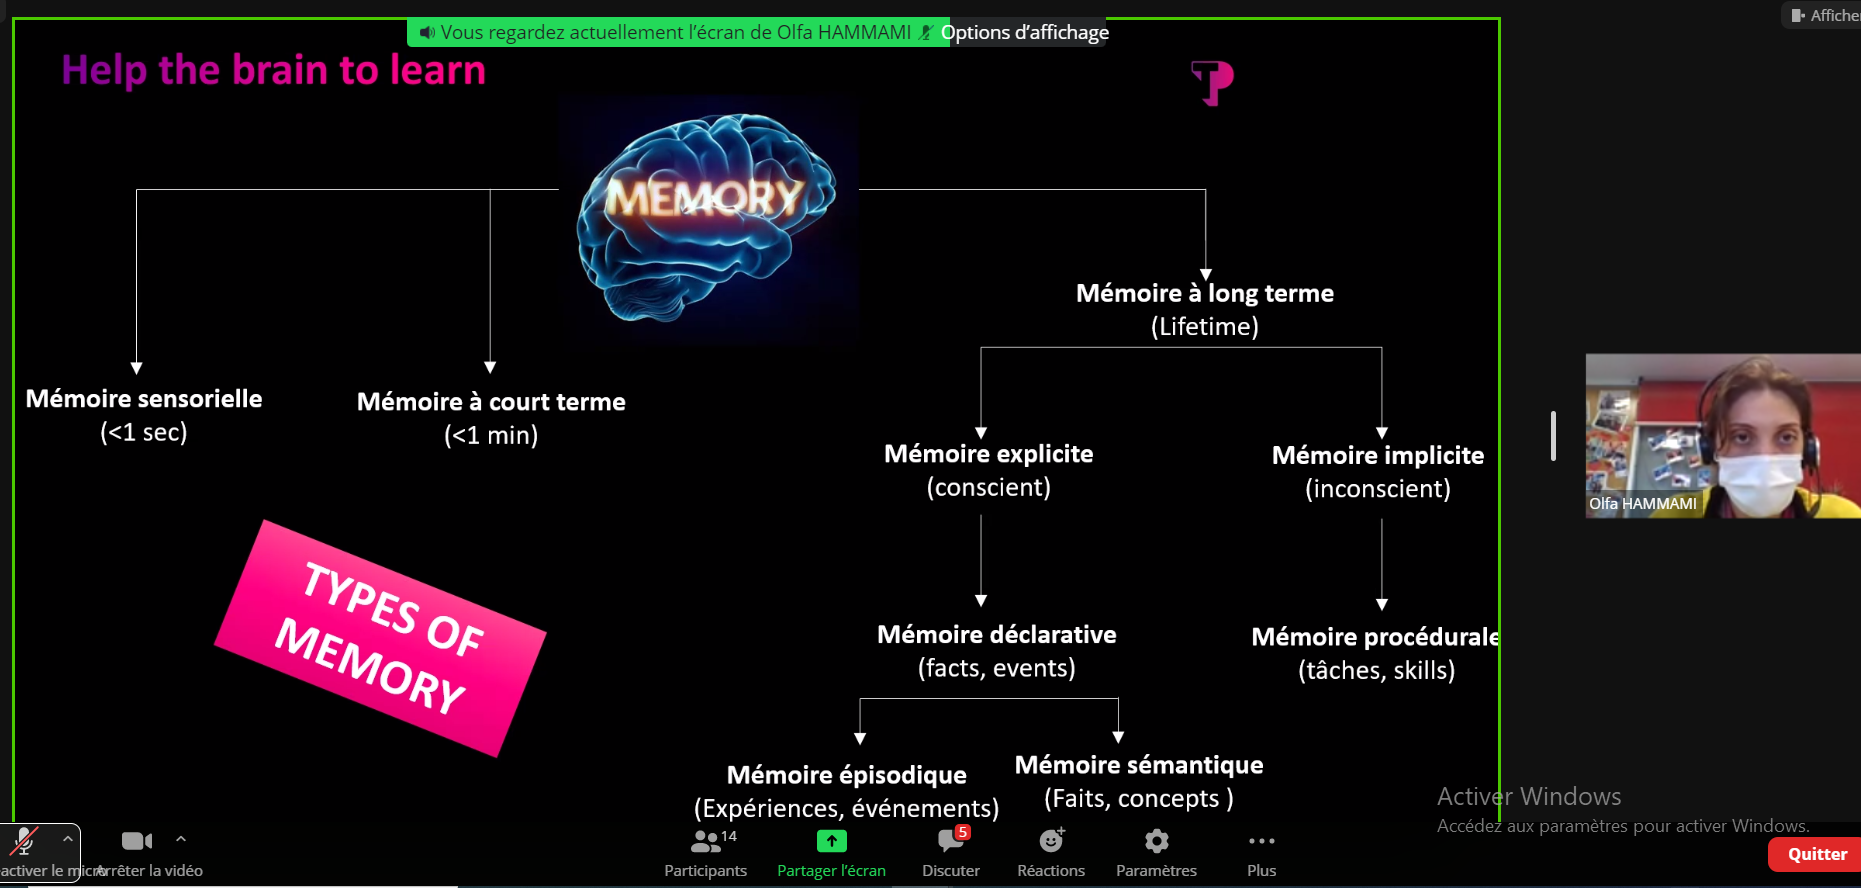 Vous regardez actuellement l'écran de Olfa HAMMAMI
Options d'affichage
Help the brain to learn
TP
MEMORY
Mémoire à long terme
(Lifetime)
Mémoire sensorielle
(<1 sec)
Mémoire à court terme
(<1 min)
Mémoire explicite
(conscient)
Mémoire implicite
(inconscient)
TYPES OF
MEMORY
Mémoire déclarative
(facts, events)
Mémoire procédurale
(tâches, skills)
Mémoire épisodique
(Expériences, événements)
Mémoire sémantique
(Faits, concepts )
Olfa HAMMAMI
Activer Windows
Accédez aux paramètres pour activer Windows.
Arrêter la vidéo
14
Participants
Partager l'écran
5
Discuter
Réactions
Paramètres
Plus
Quitter